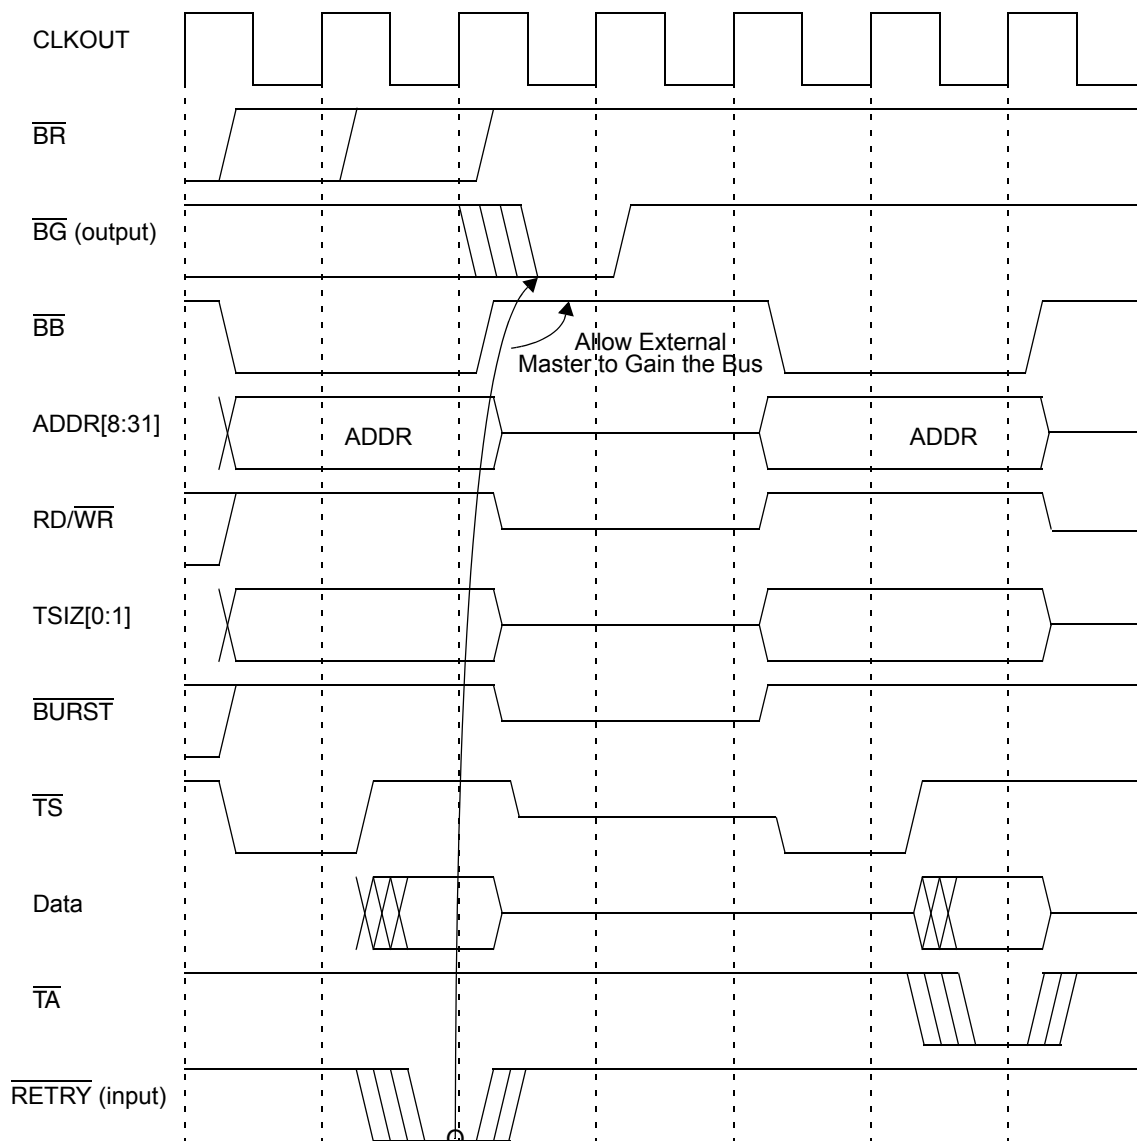 CLKOUT
BR
BG (output)
BB
Allow External
Master to Gain the Bus
ADDR[8:31]
ADDR
ADDR
RD/WR
TSIZ[0:1]
BURST
TS
Data
TA
RETRY (input)